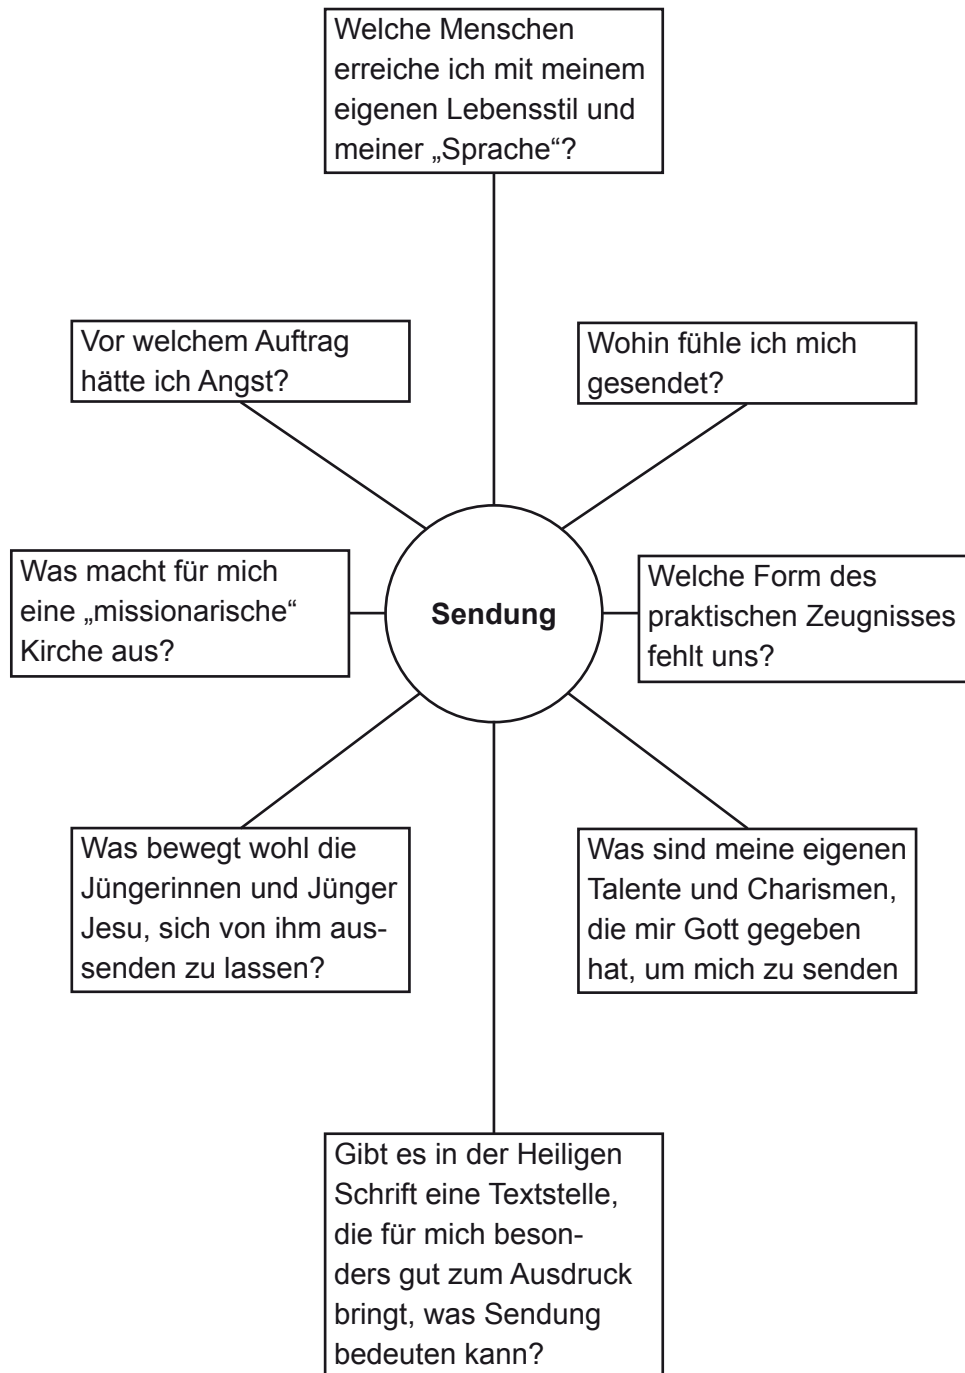 Welche Menschen
erreiche ich mit meinem
eigenen Lebensstil und
meiner „Sprache“?
Vor welchem Auftrag
hätte ich Angst?
Wohin fühle ich mich
gesendet?
Was macht für mich
eine „missionarische“
Kirche aus?
Sendung
Welche Form des
praktischen Zeugnisses
fehlt uns?
Was bewegt wohl die
Jüngerinnen und Jünger
Jesu, sich von ihm aus-
senden zu lassen?
Was sind meine eigenen
Talente und Charismen,
die mir Gott gegeben
hat, um mich zu senden
Gibt es in der Heiligen
Schrift eine Textstelle,
die für mich beson-
ders gut zum Ausdruck
bringt, was Sendung
bedeuten kann?